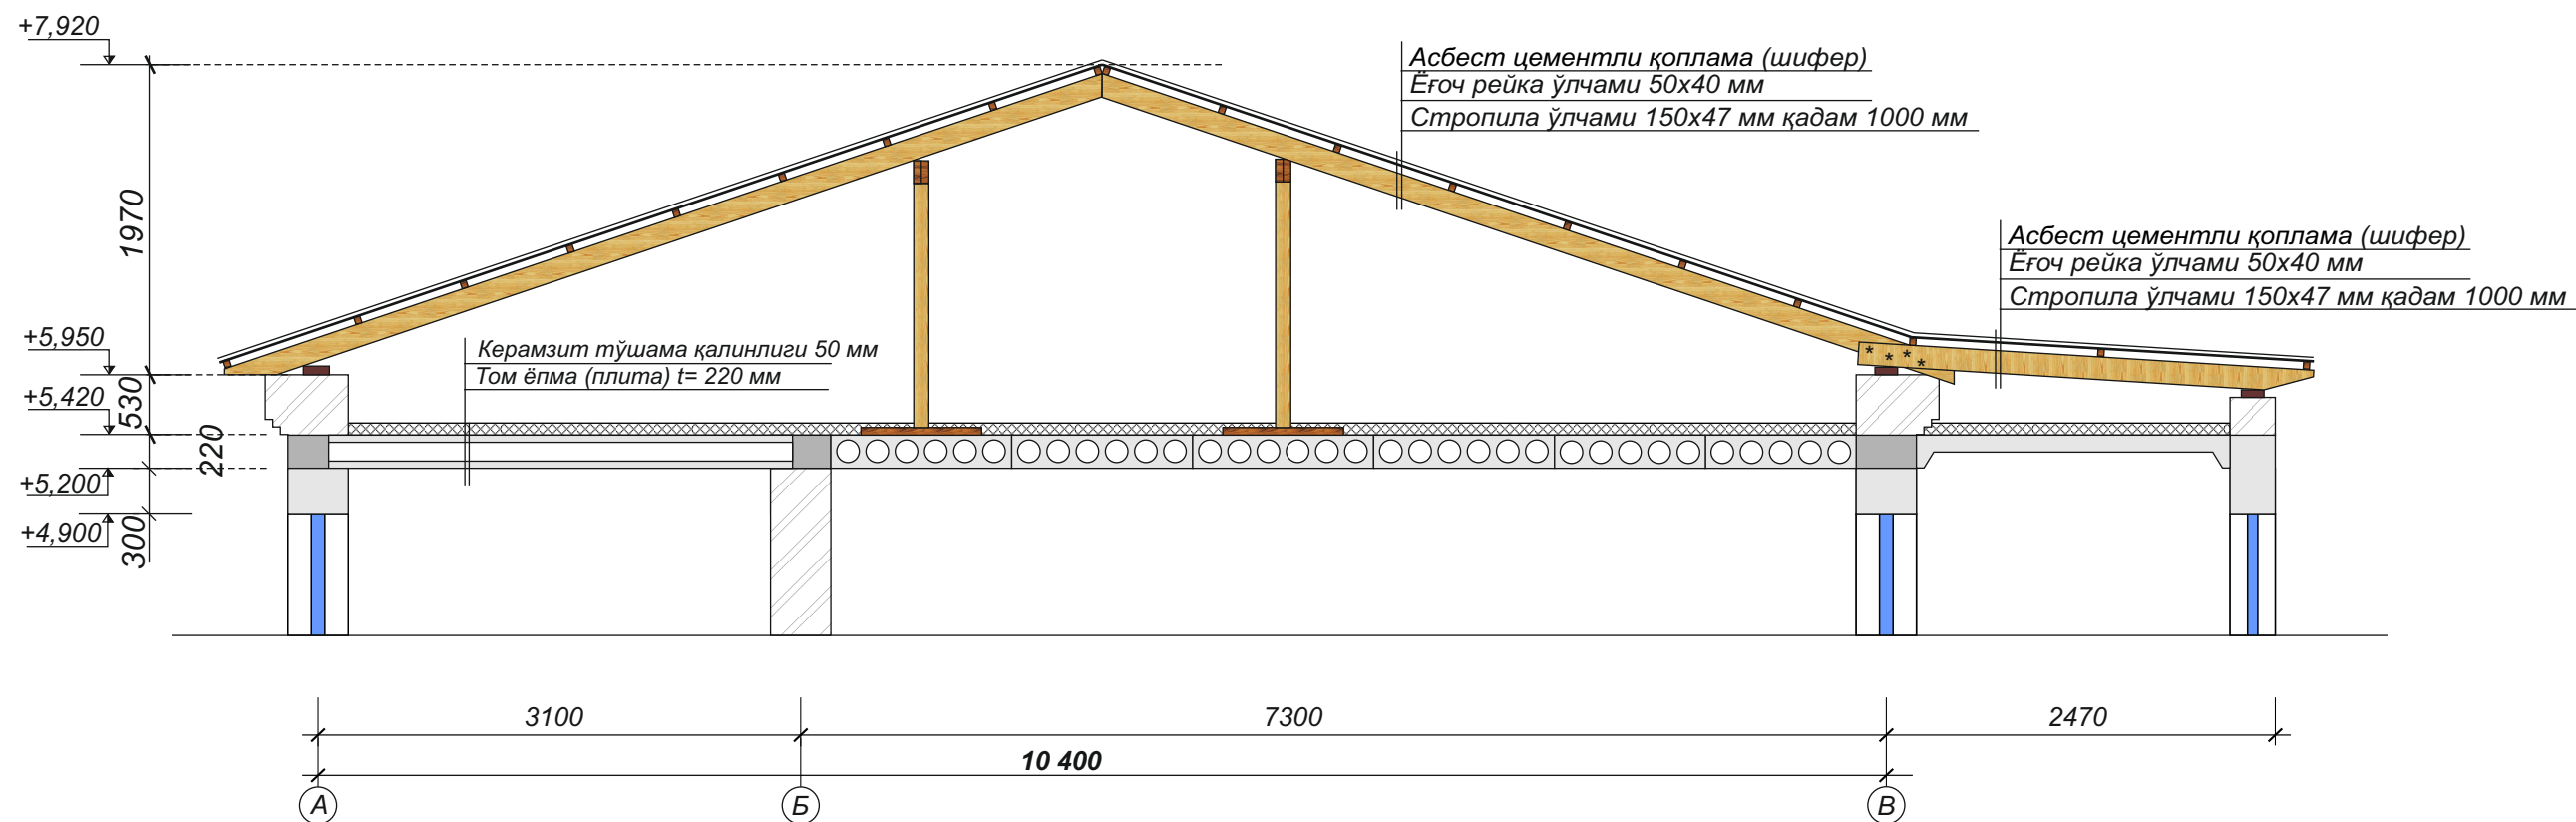 +7,920
Асбест цементли қоплама (шифер)
Ёғоч рейка ўлчами 50х40 мм
Стропила ўлчами 150х47 мм қадам 1000 мм
1970
Асбест цементли қоплама (шифер)
Ёғоч рейка ўлчами 50х40 мм
Стропила ўлчами 150х47 мм қадам 1000 мм
+5,950
Керамзит тўшама қалинлиги 50 мм
Том ёпма (плита) t= 220 мм
530
+5,420
220
+5,200
300
+4,900
3100
7300
2470
10 400
А
Б
В